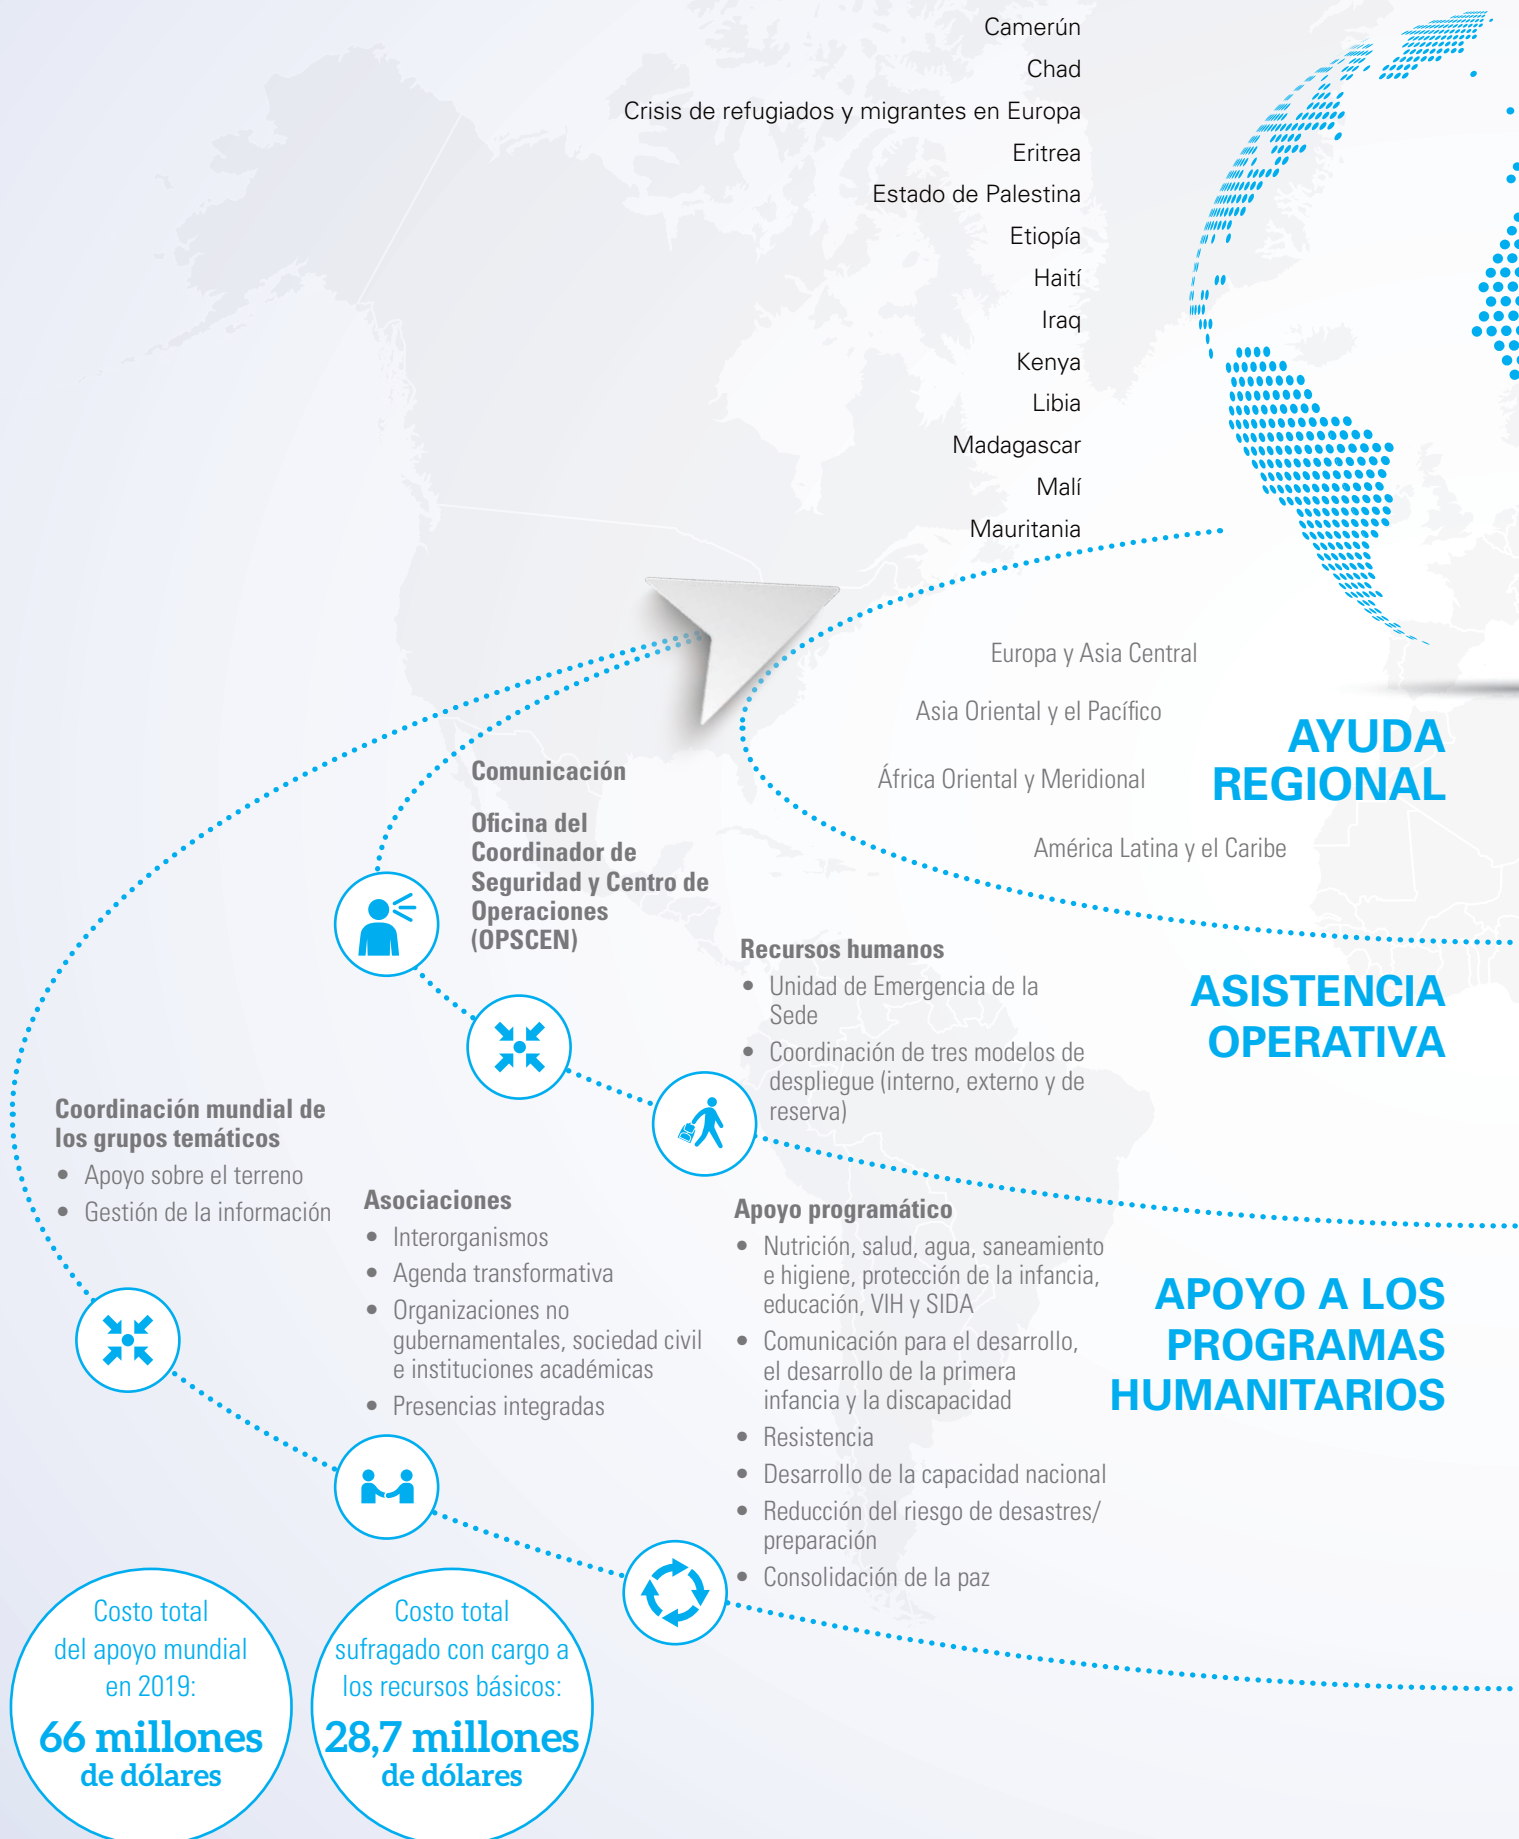 Camerún
Chad
Crisis de refugiados y migrantes en Europa
Eritrea
Estado de Palestina
Etiopía
Haití
Iraq
Kenya
Libia
Madagascar
Malí
Mauritania
Europa y Asia Central
Asia Oriental y el Pacífico
África Oriental y Meridional
América Latina y el Caribe
AYUDA
REGIONAL
Comunicación
Oficina del
Coordinador de
Seguridad y Centro de
Operaciones
(OPSCEN)
Recursos humanos
• Unidad de Emergencia de la
Sede
• Coordinación de tres modelos de
despliegue (interno, externo y de
reserva)
ASISTENCIA
OPERATIVA
Coordinación mundial de
los grupos temáticos
• Apoyo sobre el terreno
• Gestión de la información
Asociaciones
• Interorganismos
• Agenda transformativa
• Organizaciones no
gubernamentales, sociedad civil
e instituciones académicas
• Presencias integradas
Apoyo programático
• Nutrición, salud, agua, saneamiento
e higiene, protección de la infancia,
educación, VIH y SIDA
• Comunicación para el desarrollo,
el desarrollo de la primera
infancia y la discapacidad
• Resistencia
• Desarrollo de la capacidad nacional
• Reducción del riesgo de desastres/
preparación
• Consolidación de la paz
APOYO A LOS
PROGRAMAS
HUMANITARIOS
Costo total
del apoyo mundial
en 2019:
66 millones
de dólares
Costo total
sufragado con cargo a
los recursos básicos:
28,7 millones
de dólares